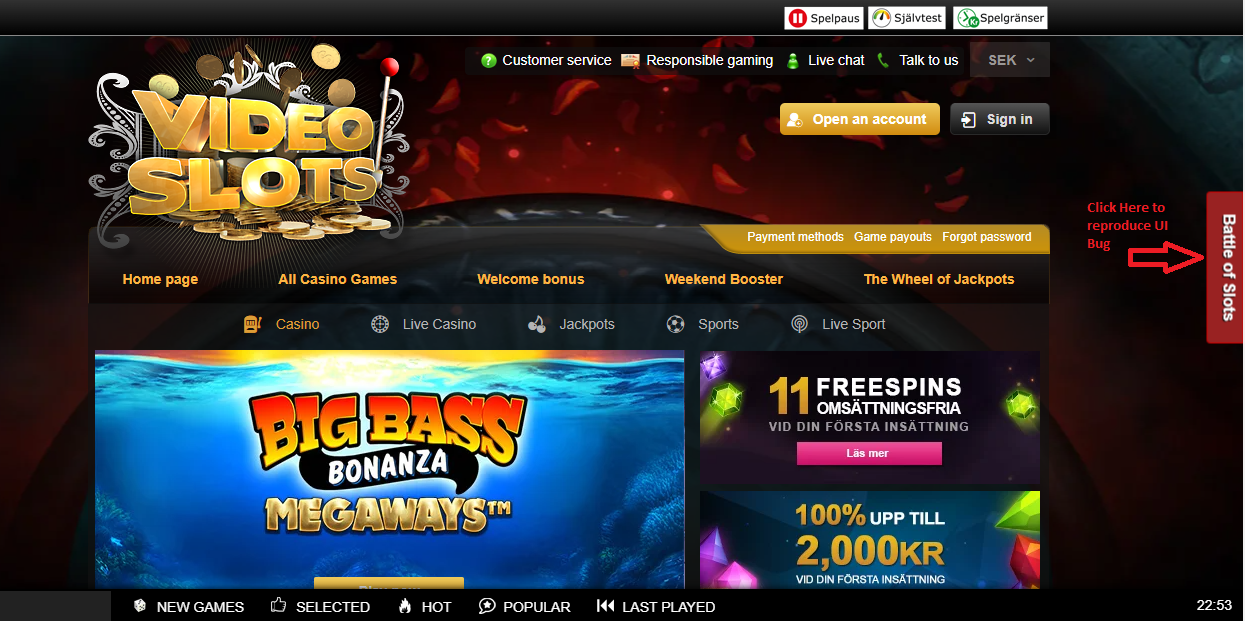 Spelpaus Självtest Spelgränser
Customer service Responsible gaming Live chat Talk to us SEK
VIDEO
SLOTS
Open an account Sign in
Click Here to
reproduce UI
Bug
Battle of Slots
Payment methods Game payouts Forgot password
Home page All Casino Games Welcome bonus Weekend Booster The Wheel of Jackpots
Casino Live Casino Jackpots Sports Live Sport
BIG BASS
BONANZA
MEGAWAYS™
11 FREESPINS
OMSÄTTNINGSFRIA
VID DIN FÖRSTA INSÄTTNING
Läs mer
100% UPP TILL
2,000KR
VID DIN FÖRSTA INSÄTTNING
NEW GAMES SELECTED HOT POPULAR LAST PLAYED 22:53